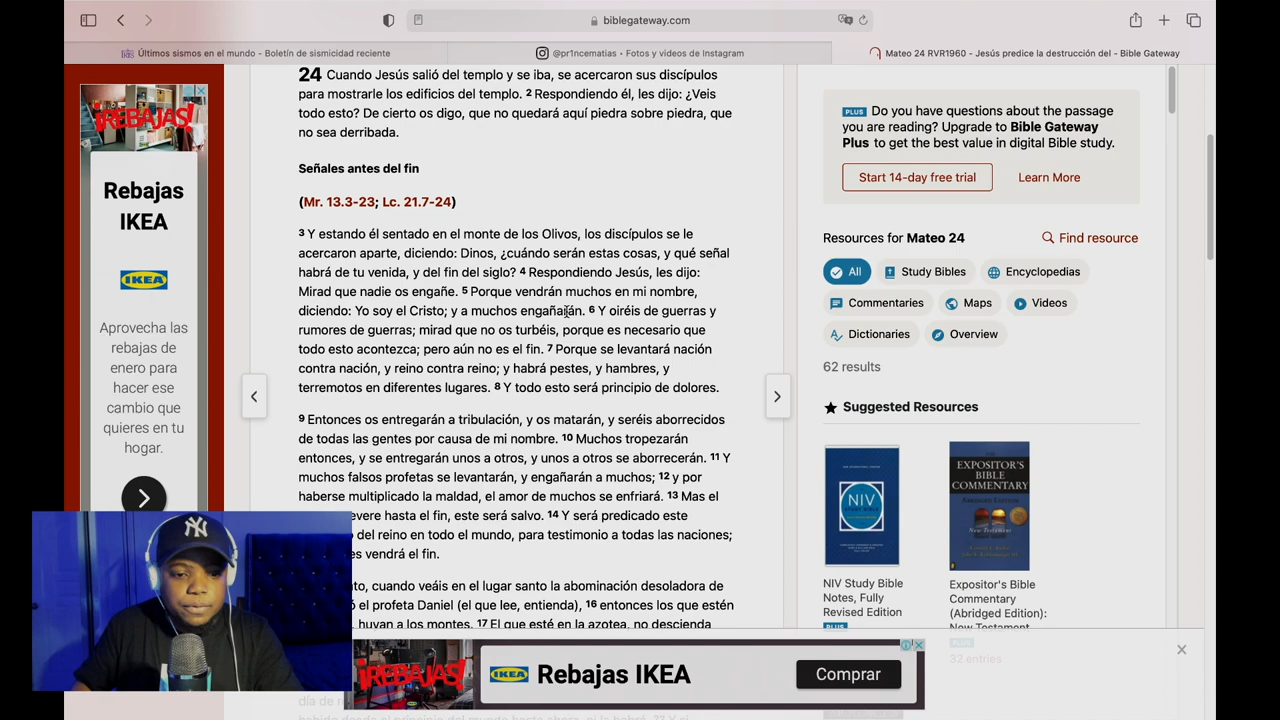 biblegateway.com
Últimos sismos en el mundo - Boletín de sismicidad reciente
@pr1ncematias • Fotos y videos de Instagram
Mateo 24 RVR1960 - Jesús predice la destrucción del - Bible Gateway
¡REBAJAS!
Rebajas
IKEA
IKEA
Aprovecha las
rebajas de
enero para
hacer ese
cambio que
quieres en tu
hogar.
24 Cuando Jesús salió del templo y se iba, se acercaron sus discípulos
para mostrarle los edificios del templo. 2 Respondiendo él, les dijo: ¿Veis
todo esto? De cierto os digo, que no quedará aquí piedra sobre piedra, que
no sea derribada.
Señales antes del fin
(Mr. 13.3-23; Lc. 21.7-24)
3 Y estando él sentado en el monte de los Olivos, los discípulos se le
acercaron aparte, diciendo: Dinos, ¿cuándo serán estas cosas, y qué señal
habrá de tu venida, y del fin del siglo? 4 Respondiendo Jesús, les dijo:
Mirad que nadie os engañe. 5 Porque vendrán muchos en mi nombre,
diciendo: Yo soy el Cristo; y a muchos engañarán. 6 Y oiréis de guerras y
rumores de guerras; mirad que no os turbéis, porque es necesario que
todo esto acontezca; pero aún no es el fin. 7 Porque se levantará nación
contra nación, y reino contra reino; y habrá pestes, y hambres, y
terremotos en diferentes lugares. 8 Y todo esto será principio de dolores.
9 Entonces os entregarán a tribulación, y os matarán, y seréis aborrecidos
de todas las gentes por causa de mi nombre. 10 Muchos tropezarán
entonces, y se entregarán unos a otros, y unos a otros se aborrecerán. 11 Y
muchos falsos profetas se levantarán, y engañarán a muchos; 12 y por
haberse multiplicado la maldad, el amor de muchos se enfriará. 13 Mas el
evere hasta el fin, este será salvo. 14 Y será predicado este
del reino en todo el mundo, para testimonio a todas las naciones;
es vendrá el fin.
nto, cuando veáis en el lugar santo la abominación desoladora de
ó el profeta Daniel (el que lee, entienda), 16 entonces los que estén
huyan a los montes. 17 El que esté en la azotea, no descienda
PLUS Do you have questions about the passage
you are reading? Upgrade to Bible Gateway
Plus to get the best value in digital Bible study.
Start 14-day free trial
Learn More
Resources for Mateo 24
Find resource
All
Study Bibles
Encyclopedias
Commentaries
Maps
Videos
Dictionaries
Overview
62 results
Suggested Resources
NIV
STUDY BIBLE
THE
EXPOSITOR'S
BIBLE
COMMENTARY
NIV Study Bible
Notes, Fully
Revised Edition
PLUS
Expositor's Bible
Commentary
(Abridged Edition):
New Testament
PLUS
32 entries
NY
¡REBAJAS!
IKEA
Rebajas IKEA
Comprar